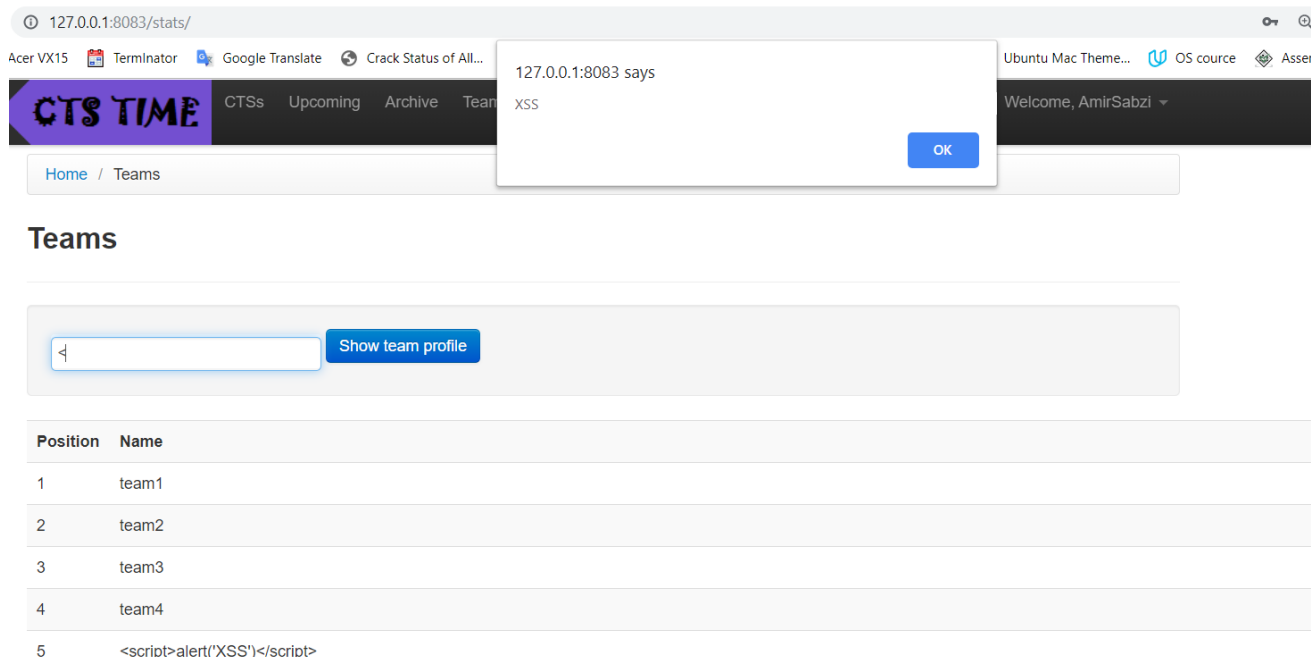 127.0.0.1:8083/stats/
Acer VX15 TermInator Google Translate Crack Status of All... Ubuntu Mac Theme... OS cource Asser
127.0.0.1:8083 says
XSS
OK
CTS TIME CTSs Upcoming Archive Team Welcome, AmirSabzi
Home / Teams
Teams
< Show team profile
Position Name
1 team1
2 team2
3 team3
4 team4
5 <script>alert('XSS')</script>